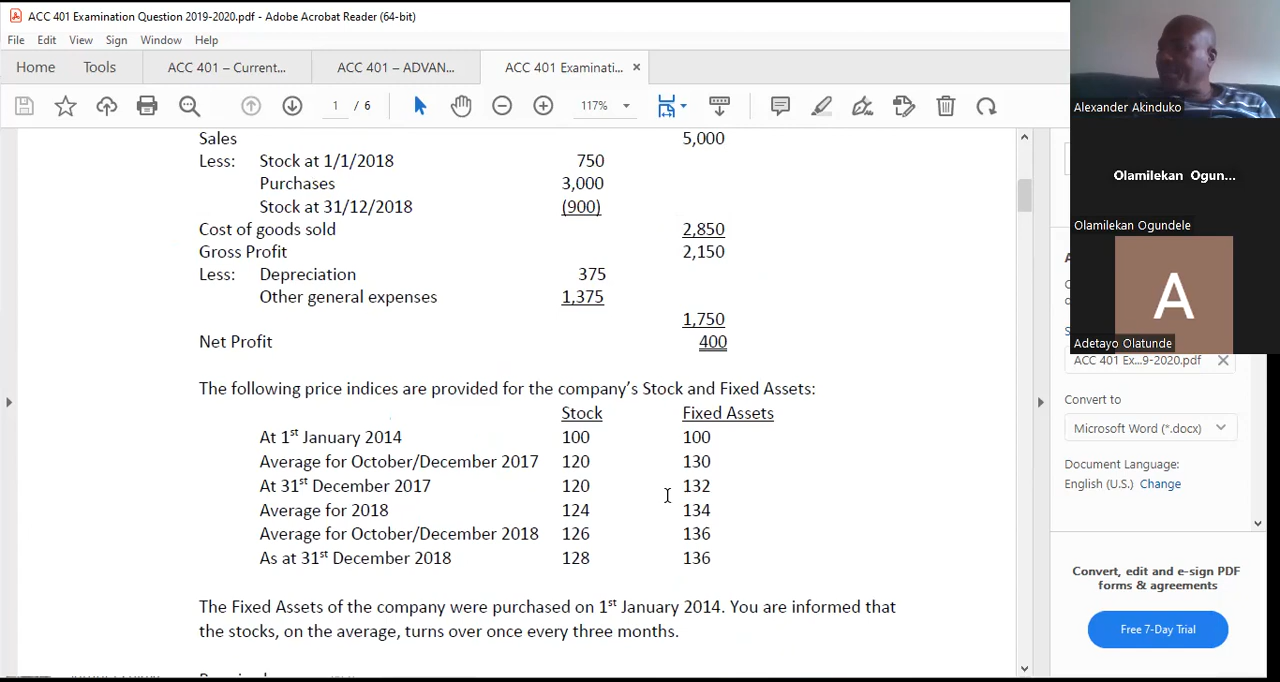 ACC 401 Examination Question 2019-2020.pdf - Adobe Acrobat Reader (64-bit)
File Edit View Sign Window Help
Home Tools ACC 401 – Current... ACC 401 – ADVAN... ACC 401 Examinati... ×
1 / 6 117%
Sales 5,000
Less: Stock at 1/1/2018 750
Purchases 3,000
Stock at 31/12/2018 (900)
Cost of goods sold 2,850
Gross Profit 2,150
Less: Depreciation 375
Other general expenses 1,375
1,750
Net Profit 400
The following price indices are provided for the company's Stock and Fixed Assets:
Stock Fixed Assets
At 1st January 2014 100 100
Average for October/December 2017 120 130
At 31st December 2017 120 132
Average for 2018 124 134
Average for October/December 2018 126 136
As at 31st December 2018 128 136
The Fixed Assets of the company were purchased on 1st January 2014. You are informed that
the stocks, on the average, turns over once every three months.
Alexander Akinduko
Olamilekan Ogun...
Olamilekan Ogundele
A
Adetayo Olatunde
ACC 401 Ex...9-2020.pdf
Convert to
Microsoft Word (*.docx)
Document Language:
English (U.S.) Change
Convert, edit and e-sign PDF
forms & agreements
Free 7-Day Trial